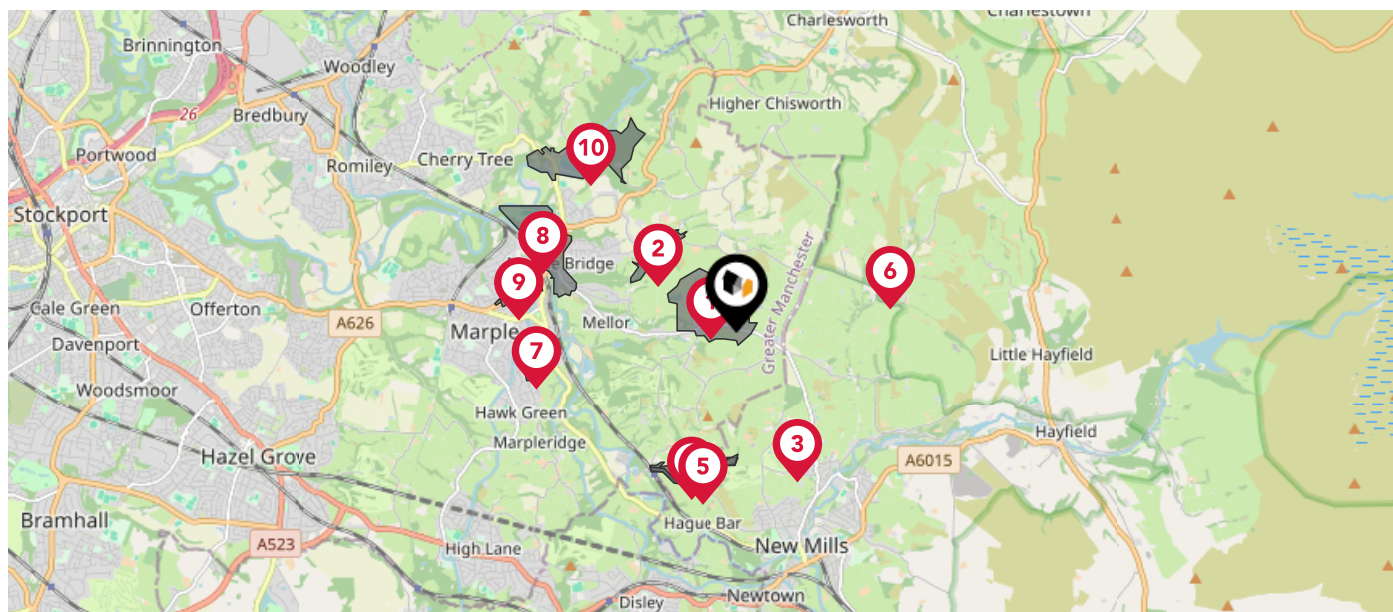 Charlesworth
Charlestown
Brinnington
Woodley
Higher Chisworth
26
Bredbury
Portwood
Romiley
Cherry Tree
10
Stockport
8
2
Bridge
6
9
1
Greater Manchester
Cale Green
Offerton
A626
Marple
Mellor
Davenport
7
Little Hayfield
Woodsmoor
Hawk Green
Marpleridge
3
Hayfield
Hazel Grove
5
A6015
Bramhall
Hague Bar
A523
High Lane
New Mills
Newtown
Disley